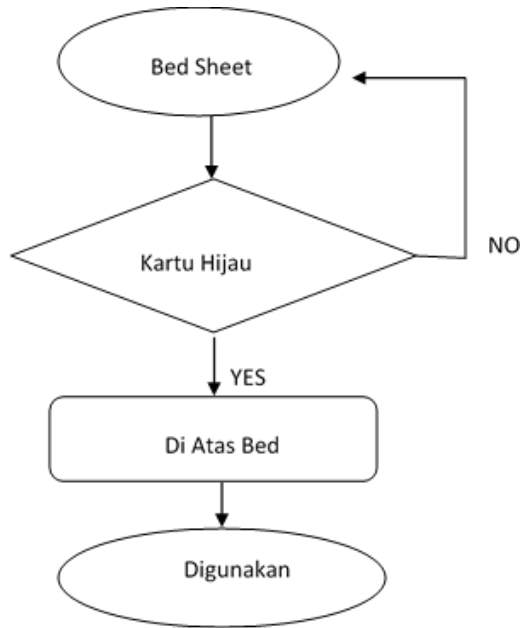 Bed Sheet
Kartu Hijau
NO
YES
Di Atas Bed
Digunakan